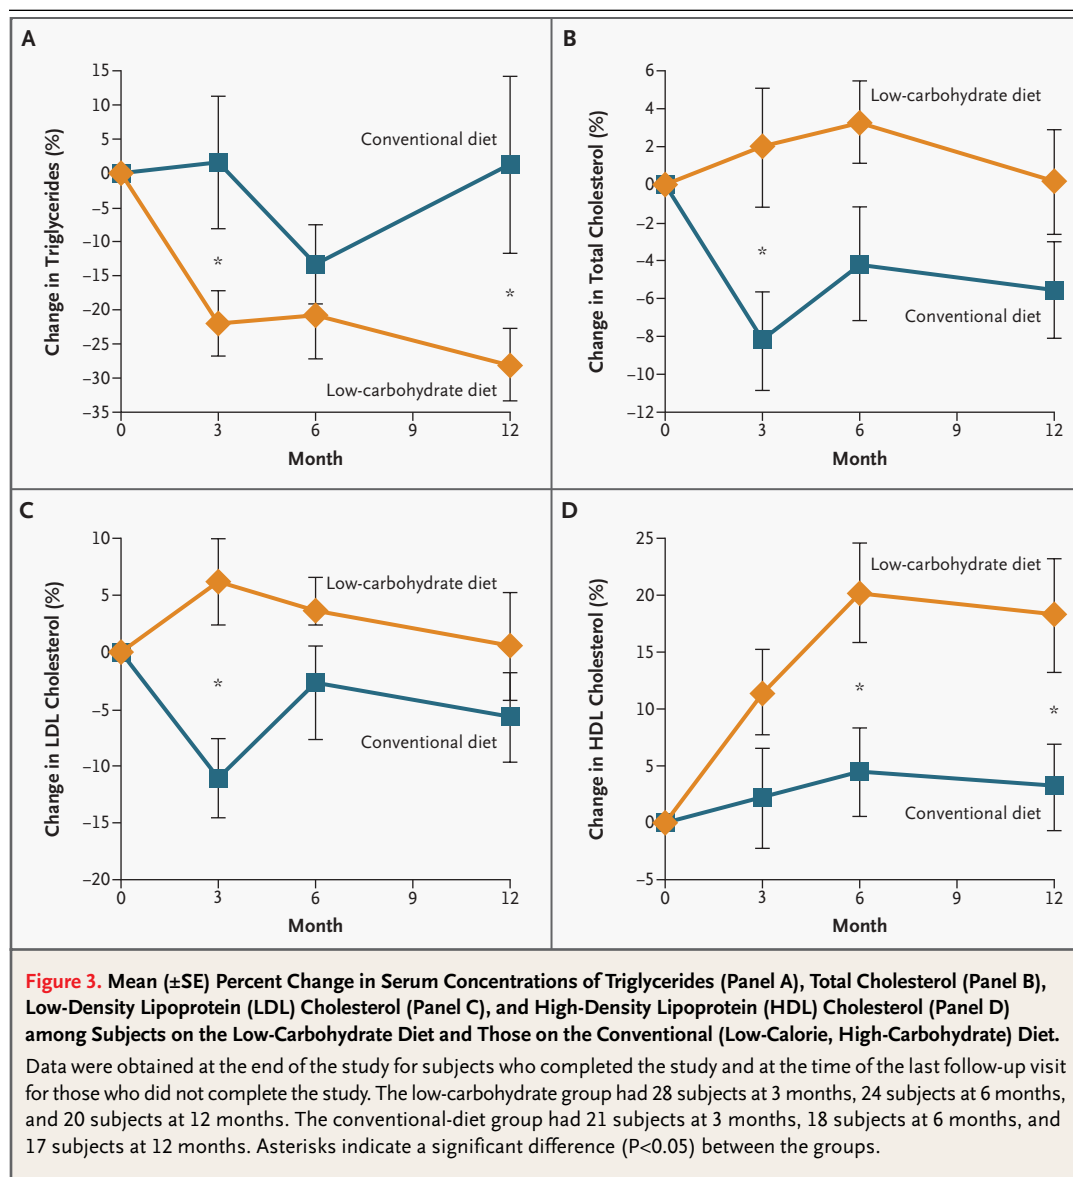 A
15
10
5
0
–5
–10
–15
–20
–25
–30
–35
Change in Triglycerides (%)
Conventional diet
*
*
Low-carbohydrate diet
0 3 6 9 12
Month
B
6
4
2
0
–2
–4
–6
–8
–10
–12
Change in Total Cholesterol (%)
Low-carbohydrate diet
*
Conventional diet
0 3 6 9 12
Month
C
10
5
0
–5
–10
–15
–20
Change in LDL Cholesterol (%)
Low-carbohydrate diet
*
Conventional diet
0 3 6 9 12
Month
D
25
20
15
10
5
0
–5
Change in HDL Cholesterol (%)
Low-carbohydrate diet
*
*
Conventional diet
0 3 6 9 12
Month
Figure 3. Mean (±SE) Percent Change in Serum Concentrations of Triglycerides (Panel A), Total Cholesterol (Panel B),
Low-Density Lipoprotein (LDL) Cholesterol (Panel C), and High-Density Lipoprotein (HDL) Cholesterol (Panel D)
among Subjects on the Low-Carbohydrate Diet and Those on the Conventional (Low-Calorie, High-Carbohydrate) Diet.
Data were obtained at the end of the study for subjects who completed the study and at the time of the last follow-up visit
for those who did not complete the study. The low-carbohydrate group had 28 subjects at 3 months, 24 subjects at 6 months,
and 20 subjects at 12 months. The conventional-diet group had 21 subjects at 3 months, 18 subjects at 6 months, and
17 subjects at 12 months. Asterisks indicate a significant difference (P<0.05) between the groups.